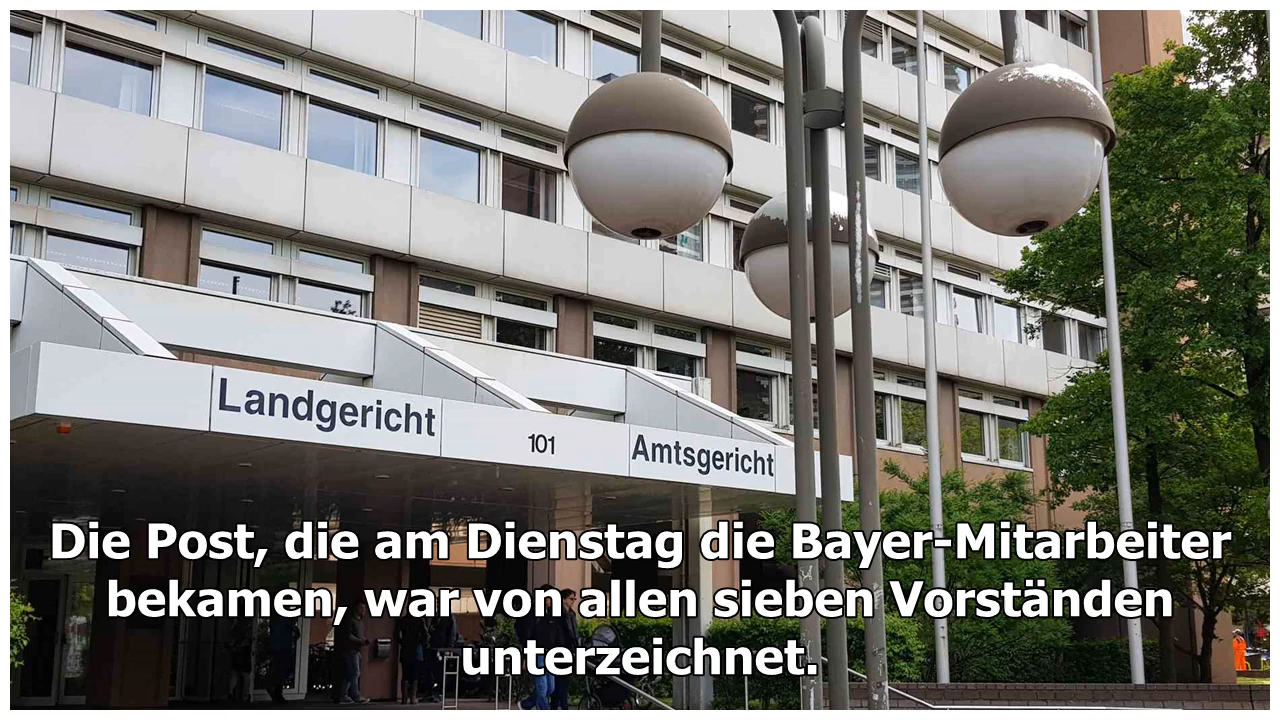 Landgericht
101
Amtsgericht
Die Post, die am Dienstag die Bayer-Mitarbeiter
bekamen, war von allen sieben Vorständen
unterzeichnet.